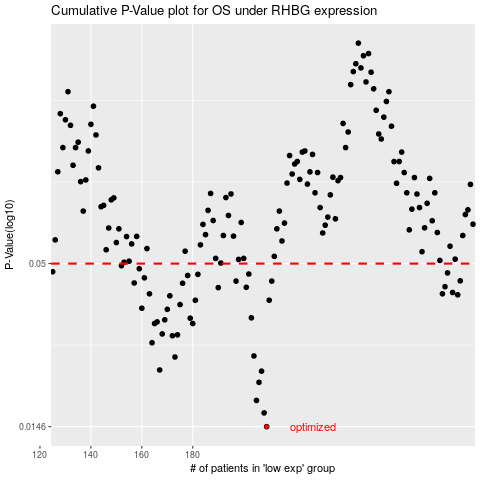 Cumulative P-Value plot for OS under RHBG expression
P-Value(log10)
0.05
0.0146
optimized
120 140 160 180
# of patients in 'low exp' group